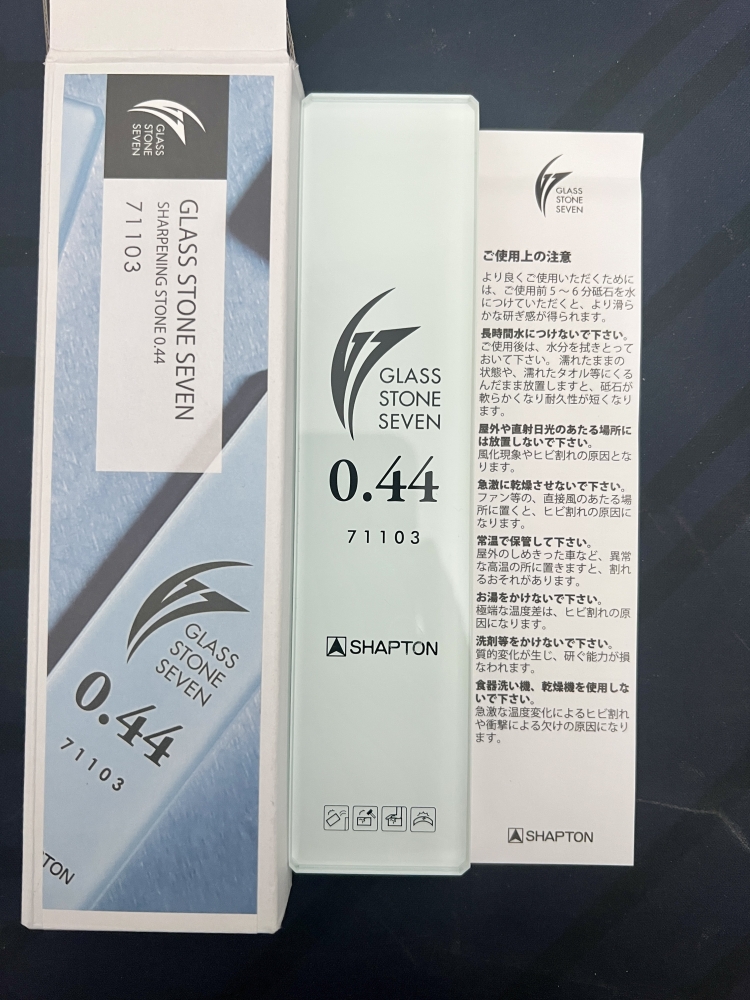 GLASS
STONE
SEVEN
GLASS STONE SEVEN
SHARPENING STONE 0.44
71103
GLASS
STONE
SEVEN
0.44
71103
TON
GLASS
STONE
SEVEN
0.44
71103
SHAPTON
GLASS
STONE
SEVEN
ご使用上の注意
より良くご使用いただくために
は、ご使用前5～6分砥石を水
につけていただくと、より滑ら
かな研ぎ感が得られます。
長時間水につけないで下さい。
ご使用後は、水分を拭きとって
おいて下さい。濡れたままの
状態や、濡れたタオル等にくる
んだまま放置しますと、砥石が
軟らかくなり耐久性が短くなり
ます。
屋外や直射日光のあたる場所に
は放置しないで下さい。
風化現象やヒビ割れの原因とな
ります。
急激に乾燥させないで下さい。
ファン等の、直接風のあたる場
所に置くと、ヒビ割れの原因に
なります。
常温で保管して下さい。
屋外のしめきった車など、異常
な高温の所に置きますと、割れ
るおそれがあります。
お湯をかけないで下さい。
極端な温度差は、ヒビ割れの原
因になります。
洗剤等をかけないで下さい。
質的変化が生じ、研ぐ能力が損
なわれます。
食器洗い機、乾燥機を使用しな
いで下さい。
急激な温度変化によるヒビ割れ
や衝撃による欠けの原因になり
ます。
SHAPTON